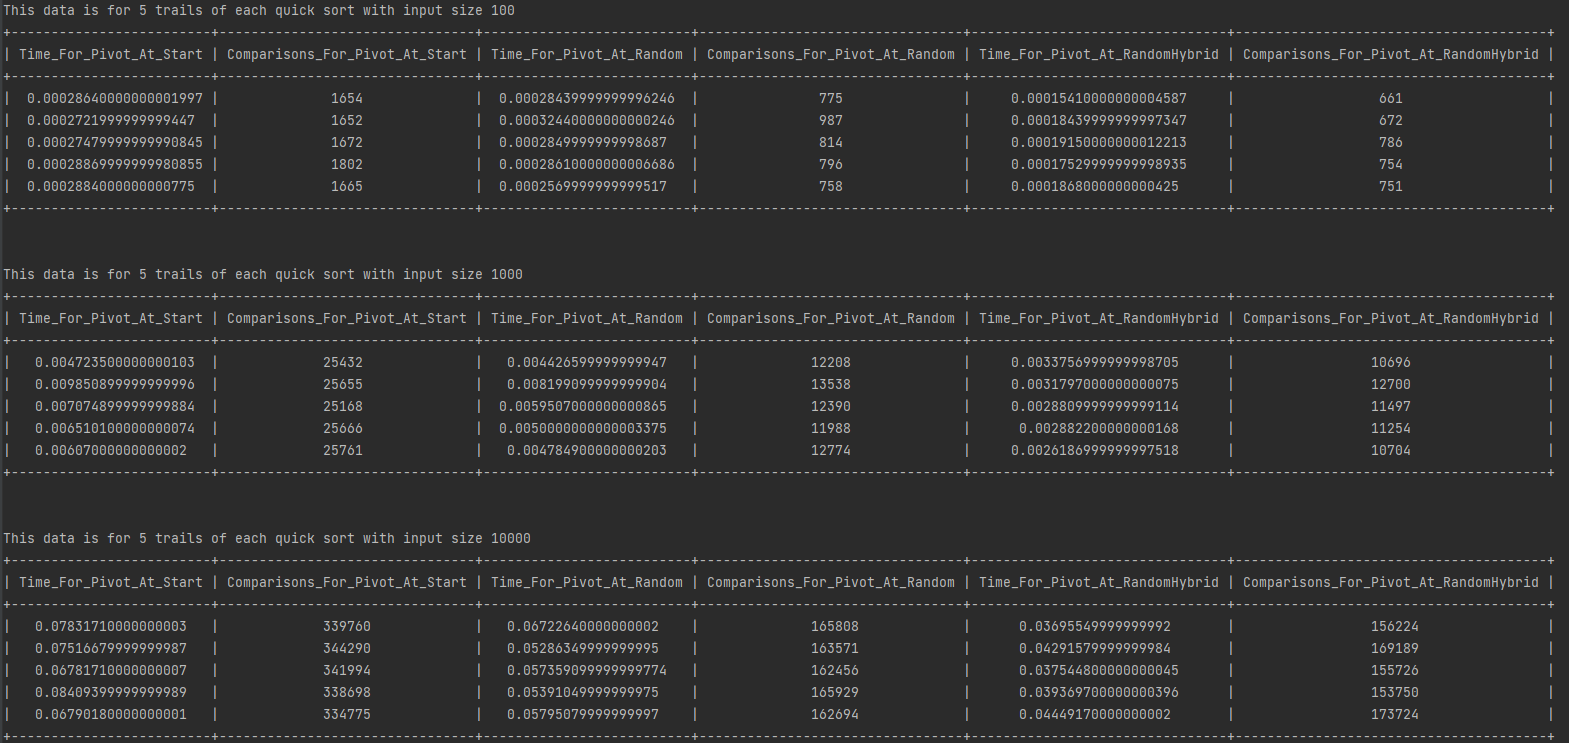 This data is for 5 trails of each quick sort with input size 100
+-------------------------+--------------------------------+--------------------------+----------------------------------+--------------------------------+---------------------------------------+
| Time_For_Pivot_At_Start | Comparisons_For_Pivot_At_Start | Time_For_Pivot_At_Random | Comparisons_For_Pivot_At_Random | Time_For_Pivot_At_RandomHybrid | Comparisons_For_Pivot_At_RandomHybrid |
+-------------------------+--------------------------------+--------------------------+----------------------------------+--------------------------------+---------------------------------------+
| 0.00028640000000001997 | 1654 | 0.00028439999999996246 | 775 | 0.00015410000000004587 | 661 |
| 0.0002721999999999447 | 1652 | 0.00032440000000000246 | 987 | 0.00018439999999997347 | 672 |
| 0.00027479999999990845 | 1672 | 0.0002849999999998687 | 814 | 0.00019150000000012213 | 786 |
| 0.00028869999999980855 | 1802 | 0.00028610000000006686 | 796 | 0.00017529999999998935 | 754 |
| 0.0002884000000000775 | 1665 | 0.0002569999999999517 | 758 | 0.0001868000000000425 | 751 |
+-------------------------+--------------------------------+--------------------------+----------------------------------+--------------------------------+---------------------------------------+
This data is for 5 trails of each quick sort with input size 1000
+-------------------------+--------------------------------+--------------------------+----------------------------------+--------------------------------+---------------------------------------+
| Time_For_Pivot_At_Start | Comparisons_For_Pivot_At_Start | Time_For_Pivot_At_Random | Comparisons_For_Pivot_At_Random | Time_For_Pivot_At_RandomHybrid | Comparisons_For_Pivot_At_RandomHybrid |
+-------------------------+--------------------------------+--------------------------+----------------------------------+--------------------------------+---------------------------------------+
| 0.004723500000000103 | 25432 | 0.004426599999999947 | 12208 | 0.0033756999999998705 | 10696 |
| 0.009850899999999996 | 25655 | 0.008199099999999904 | 13538 | 0.0031797000000000075 | 12700 |
| 0.007074899999999884 | 25168 | 0.0059507000000000865 | 12390 | 0.0028809999999999114 | 11497 |
| 0.006510100000000074 | 25666 | 0.0050000000000003375 | 11988 | 0.002882200000000168 | 11254 |
| 0.00607000000000002 | 25761 | 0.004784900000000203 | 12774 | 0.0026186999999997518 | 10704 |
+-------------------------+--------------------------------+--------------------------+----------------------------------+--------------------------------+---------------------------------------+
This data is for 5 trails of each quick sort with input size 10000
+-------------------------+--------------------------------+--------------------------+----------------------------------+--------------------------------+---------------------------------------+
| Time_For_Pivot_At_Start | Comparisons_For_Pivot_At_Start | Time_For_Pivot_At_Random | Comparisons_For_Pivot_At_Random | Time_For_Pivot_At_RandomHybrid | Comparisons_For_Pivot_At_RandomHybrid |
+-------------------------+--------------------------------+--------------------------+----------------------------------+--------------------------------+---------------------------------------+
| 0.07831710000000003 | 339760 | 0.06722640000000002 | 165808 | 0.03695549999999992 | 156224 |
| 0.07516679999999987 | 344290 | 0.05286349999999995 | 163571 | 0.04291579999999984 | 169189 |
| 0.06781710000000007 | 341994 | 0.057359099999999774 | 162456 | 0.037544800000000045 | 155726 |
| 0.08409399999999989 | 338698 | 0.05391049999999975 | 165929 | 0.039369700000000396 | 153750 |
| 0.06790180000000001 | 334775 | 0.05795079999999997 | 162694 | 0.04449170000000002 | 173724 |
+-------------------------+--------------------------------+--------------------------+----------------------------------+--------------------------------+---------------------------------------+